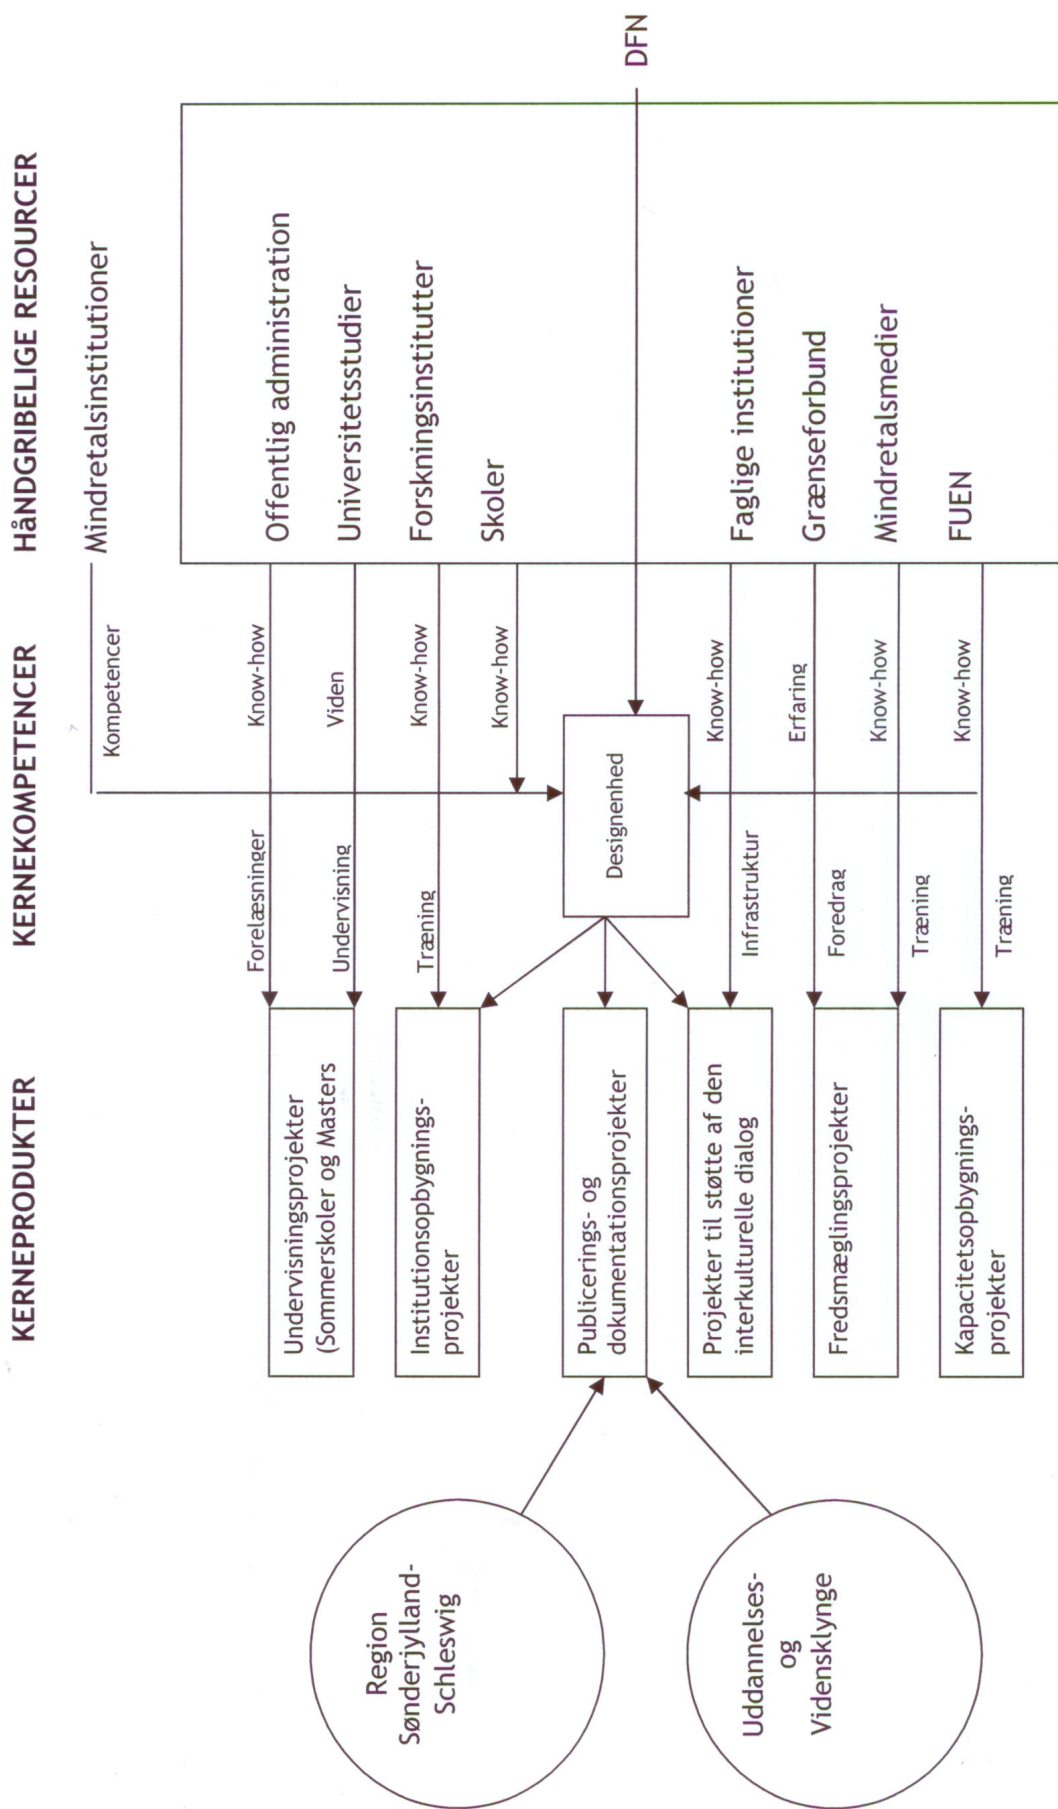 KERNEPRODUKTER
KERNEKOMPETENCER
HåNDGRIBELIGE RESOURCER
Mindretalsinstitutioner
Kompetencer
Undervisningsprojekter
(Sommerskoler og Masters
Forelæsninger
Know-how
Offentlig administration
Undervisning
Viden
Universitetsstudier
Institutionsopbygnings-
projekter
Træning
Know-how
Forskningsinstitutter
Know-how
Skoler
Region
Sønderjylland-
Schleswig
Publicerings- og
dokumentationsprojekter
Designenhed
DFN
Projekter til støtte af den
interkulturelle dialog
Infrastruktur
Know-how
Faglige institutioner
Uddannelses-
og
Vidensklynge
Fredsmæglingsprojekter
Foredrag
Erfaring
Grænseforbund
Træning
Know-how
Mindretalsmedier
Kapacitetsopbygnings-
projekter
Træning
Know-how
FUEN